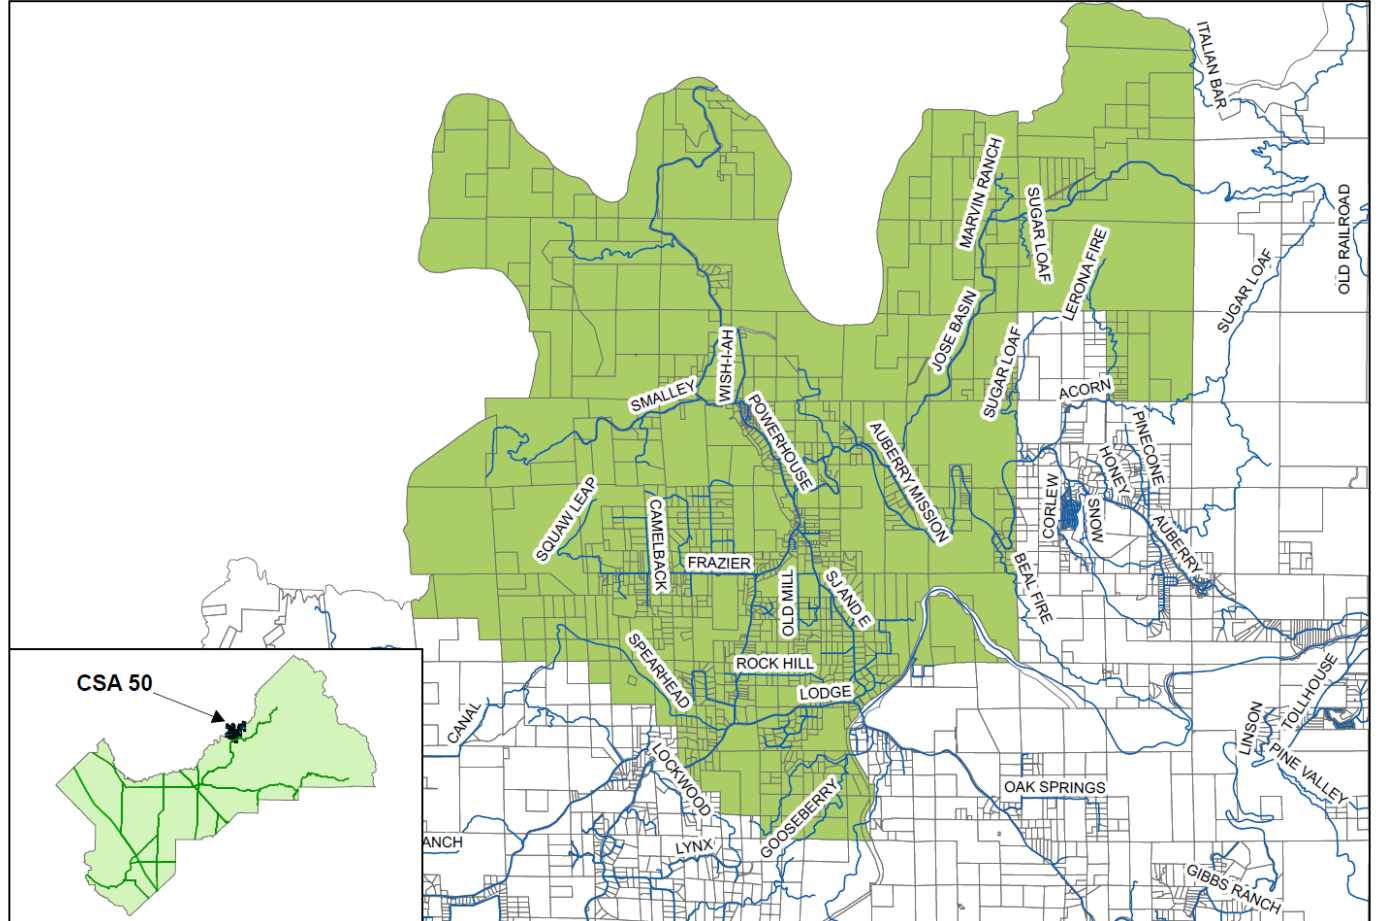 ITALIAN BAR
MARVIN RANCH
SUGAR LOAF
OLD RAILROAD
LERONA FIRE
SUGAR LOAF
JOSE BASIN
SUGAR LOAF
WISH-I-AH
SMALLEY
ACORN
POWERHOUSE
AUBERRY MISSION
PINECONE
HONEY
SQUAW LEAP
CAMELBACK
CORLEW
SNOW
AUBERRY
FRAZIER
BEAL FIRE
OLD MILL
SJ AND E
SPEARHEAD
ROCK HILL
LODGE
CSA 50
CANAL
TOLLHOUSE
LINSON
LOCKWOOD
PINE VALLEY
OAK SPRINGS
GOOSEBERRY
ANCH
LYNX
GIBBS RANCH